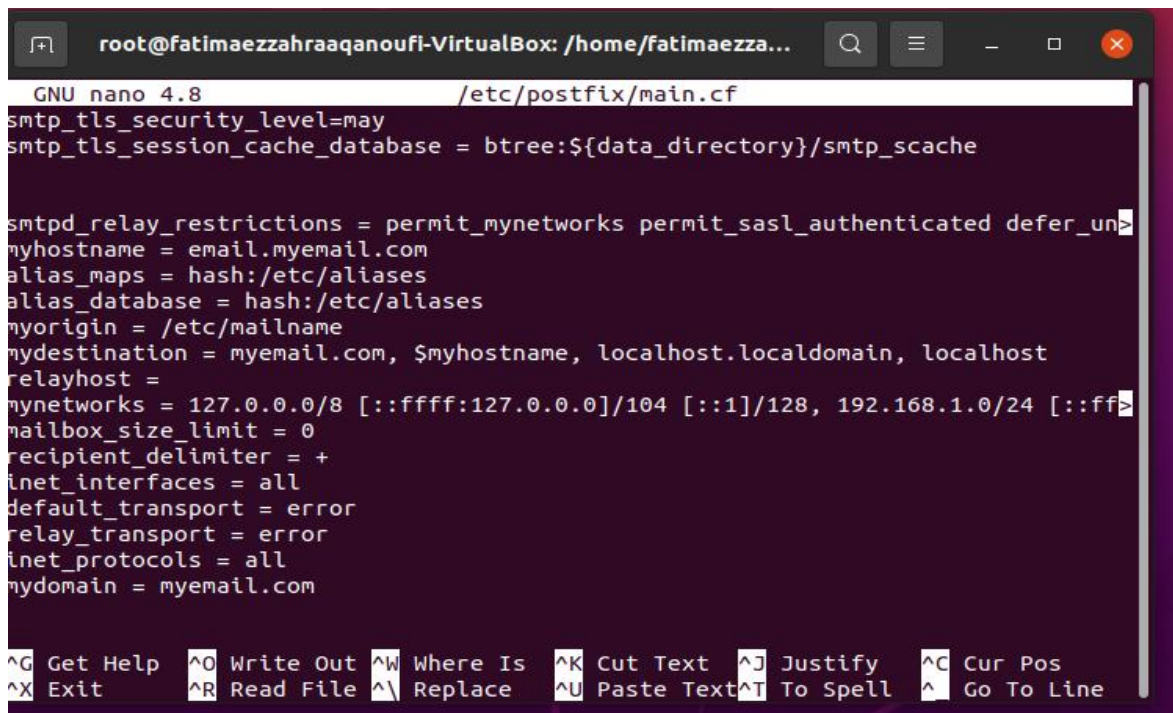 root@fatimaezzahraaqanoufi-VirtualBox: /home/fatimaezza...
GNU nano 4.8 /etc/postfix/main.cf
smtp_tls_security_level=may
smtp_tls_session_cache_database = btree:${data_directory}/smtp_scache
smtpd_relay_restrictions = permit_mynetworks permit_sasl_authenticated defer_un>
myhostname = email.myemail.com
alias_maps = hash:/etc/aliases
alias_database = hash:/etc/aliases
myorigin = /etc/mailname
mydestination = myemail.com, $myhostname, localhost.localdomain, localhost
relayhost =
mynetworks = 127.0.0.0/8 [::ffff:127.0.0.0]/104 [::1]/128, 192.168.1.0/24 [::ff>
mailbox_size_limit = 0
recipient_delimiter = +
inet_interfaces = all
default_transport = error
relay_transport = error
inet_protocols = all
mydomain = myemail.com
^G Get Help ^O Write Out ^W Where Is ^K Cut Text ^J Justify ^C Cur Pos
^X Exit ^R Read File ^\ Replace ^U Paste Text ^T To Spell ^_ Go To Line